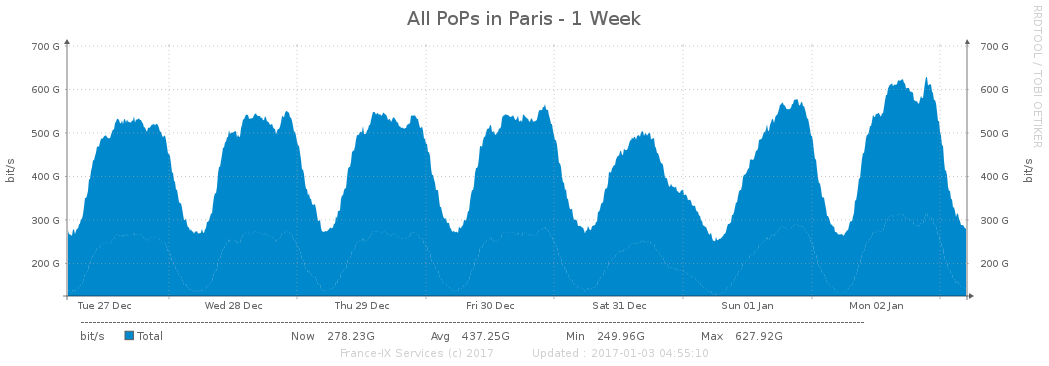 All PoPs in Paris - 1 Week
RRDTOOL / TOBI OETIKER
700 G 700 G
600 G 600 G
500 G 500 G
400 G 400 G
300 G 300 G
200 G 200 G
bit/s
bit/s
Tue 27 Dec Wed 28 Dec Thu 29 Dec Fri 30 Dec Sat 31 Dec Sun 01 Jan Mon 02 Jan
bit/s Total Now 278.23G Avg 437.25G Min 249.96G Max 627.92G
France-IX Services (c) 2017 Updated : 2017-01-03 04:55:10